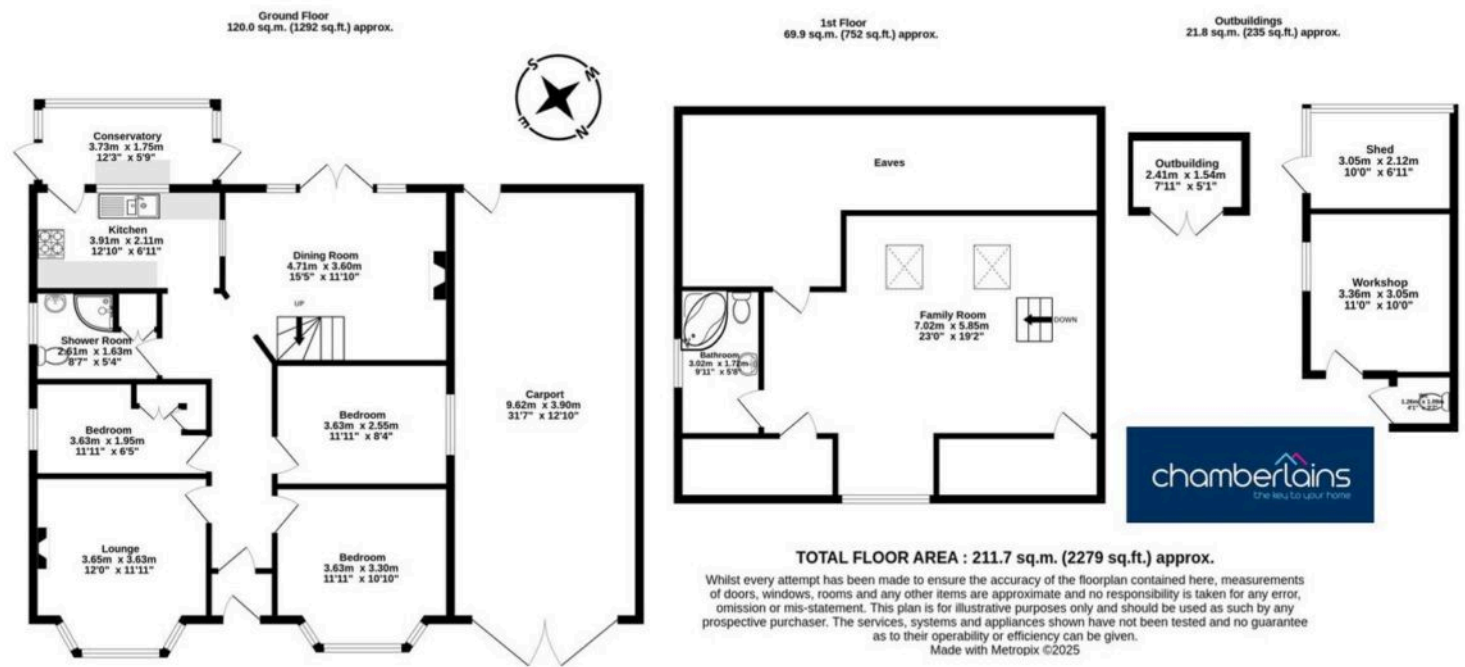 Ground Floor
120.0 sq.m. (1292 sq.ft.) approx.
1st Floor
69.9 sq.m. (752 sq.ft.) approx.
Outbuildings
21.8 sq.m. (235 sq.ft.) approx.
S
W
E
N
Conservatory
3.73m x 1.75m
12'3" x 5'9"
Kitchen
3.91m x 2.11m
12'10" x 6'11"
Dining Room
4.71m x 3.60m
15'5" x 11'10"
UP
Shower Room
2.61m x 1.63m
8'7" x 5'4"
Bedroom
3.63m x 1.95m
11'11" x 6'5"
Bedroom
3.63m x 2.55m
11'11" x 8'4"
Carport
9.62m x 3.90m
31'7" x 12'10"
Lounge
3.65m x 3.63m
12'0" x 11'11"
Bedroom
3.63m x 3.30m
11'11" x 10'10"
Eaves
Family Room
7.02m x 5.85m
23'0" x 19'2"
DOWN
Bathroom
3.02m x 1.72m
9'11" x 5'8"
Outbuilding
2.41m x 1.54m
7'11" x 5'1"
Shed
3.05m x 2.12m
10'0" x 6'11"
Workshop
3.36m x 3.05m
11'0" x 10'0"
chamberlains
the key to your home
TOTAL FLOOR AREA : 211.7 sq.m. (2279 sq.ft.) approx.
Whilst every attempt has been made to ensure the accuracy of the floorplan contained here, measurements
of doors, windows, rooms and any other items are approximate and no responsibility is taken for any error,
omission or mis-statement. This plan is for illustrative purposes only and should be used as such by any
prospective purchaser. The services, systems and appliances shown have not been tested and no guarantee
as to their operability or efficiency can be given.
Made with Metropix ©2025